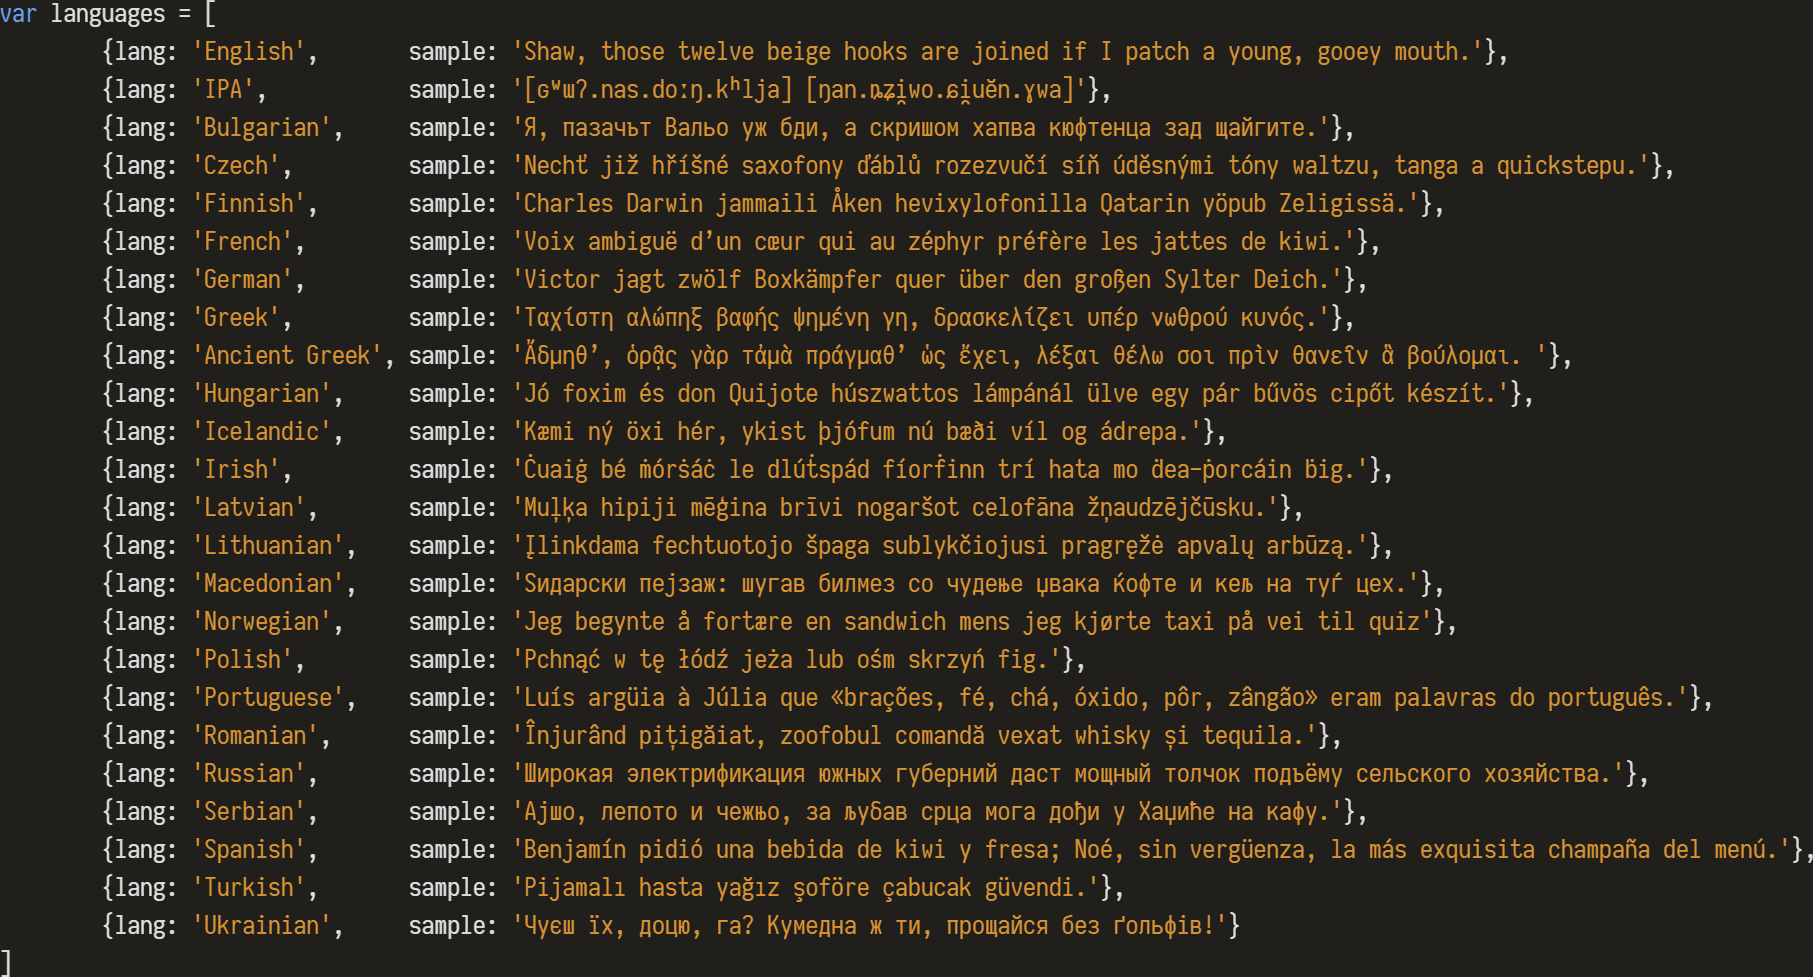 var languages = [
{lang: 'English', sample: 'Shaw, those twelve beige hooks are joined if I patch a young, gooey mouth.'},
{lang: 'IPA', sample: '[ɢʷɯʔ.nas.doːŋ.kʰlja] [ŋan.ȵʑi̯wo.ɕi̯uĕn.ɣwa]'},
{lang: 'Bulgarian', sample: 'Я, пазачът Вальо уж бди, а скришом хапва кюфтенца зад щайгите.'},
{lang: 'Czech', sample: 'Nechť již hříšné saxofony ďáblů rozezvučí síň úděsnými tóny waltzu, tanga a quickstepu.'},
{lang: 'Finnish', sample: 'Charles Darwin jammaili Åken hevixylofonilla Qatarin yöpub Zeligissä.'},
{lang: 'French', sample: 'Voix ambiguë d’un cœur qui au zéphyr préfère les jattes de kiwi.'},
{lang: 'German', sample: 'Victor jagt zwölf Boxkämpfer quer über den großen Sylter Deich.'},
{lang: 'Greek', sample: 'Ταχίστη αλώπηξ βαφής ψημένη γη, δρασκελίζει υπέρ νωθρού κυνός.'},
{lang: 'Ancient Greek', sample: 'Ἄδμηθ’, ὁρᾷς γὰρ τἀμὰ πράγμαθ’ ὡς ἔχει, λέξαι θέλω σοι πρὶν θανεῖν ἃ βούλομαι. '},
{lang: 'Hungarian', sample: 'Jó foxim és don Quijote húszwattos lámpánál ülve egy pár bűvös cipőt készít.'},
{lang: 'Icelandic', sample: 'Kæmi ný öxi hér, ykist þjófum nú bæði víl og ádrepa.'},
{lang: 'Irish', sample: 'Ċuaiġ bé ṁórṡáċ le dlúṫspád fíorḟinn trí hata mo ḋea-ṗorcáin ḃig.'},
{lang: 'Latvian', sample: 'Muļķa hipiji mēģina brīvi nogaršot celofāna žņaudzējčūsku.'},
{lang: 'Lithuanian', sample: 'Įlinkdama fechtuotojo špaga sublykčiojusi pragręžė apvalų arbūzą.'},
{lang: 'Macedonian', sample: 'Ѕидарски пејзаж: шугав билмез со чудење џвака ќофте и кељ на туѓ цех.'},
{lang: 'Norwegian', sample: 'Jeg begynte å fortære en sandwich mens jeg kjørte taxi på vei til quiz'},
{lang: 'Polish', sample: 'Pchnąć w tę łódź jeża lub ośm skrzyń fig.'},
{lang: 'Portuguese', sample: 'Luís argüia à Júlia que «brações, fé, chá, óxido, pôr, zângão» eram palavras do português.'},
{lang: 'Romanian', sample: 'Înjurând pițigăiat, zoofobul comandă vexat whisky și tequila.'},
{lang: 'Russian', sample: 'Широкая электрификация южных губерний даст мощный толчок подъёму сельского хозяйства.'},
{lang: 'Serbian', sample: 'Ајшо, лепото и чежњо, за љубав срца мога дођи у Хаџиће на кафу.'},
{lang: 'Spanish', sample: 'Benjamín pidió una bebida de kiwi y fresa; Noé, sin vergüenza, la más exquisita champaña del menú.'},
{lang: 'Turkish', sample: 'Pijamalı hasta yağız şoföre çabucak güvendi.'},
{lang: 'Ukrainian', sample: 'Чуєш їх, доцю, га? Кумедна ж ти, прощайся без ґольфів!'}
]